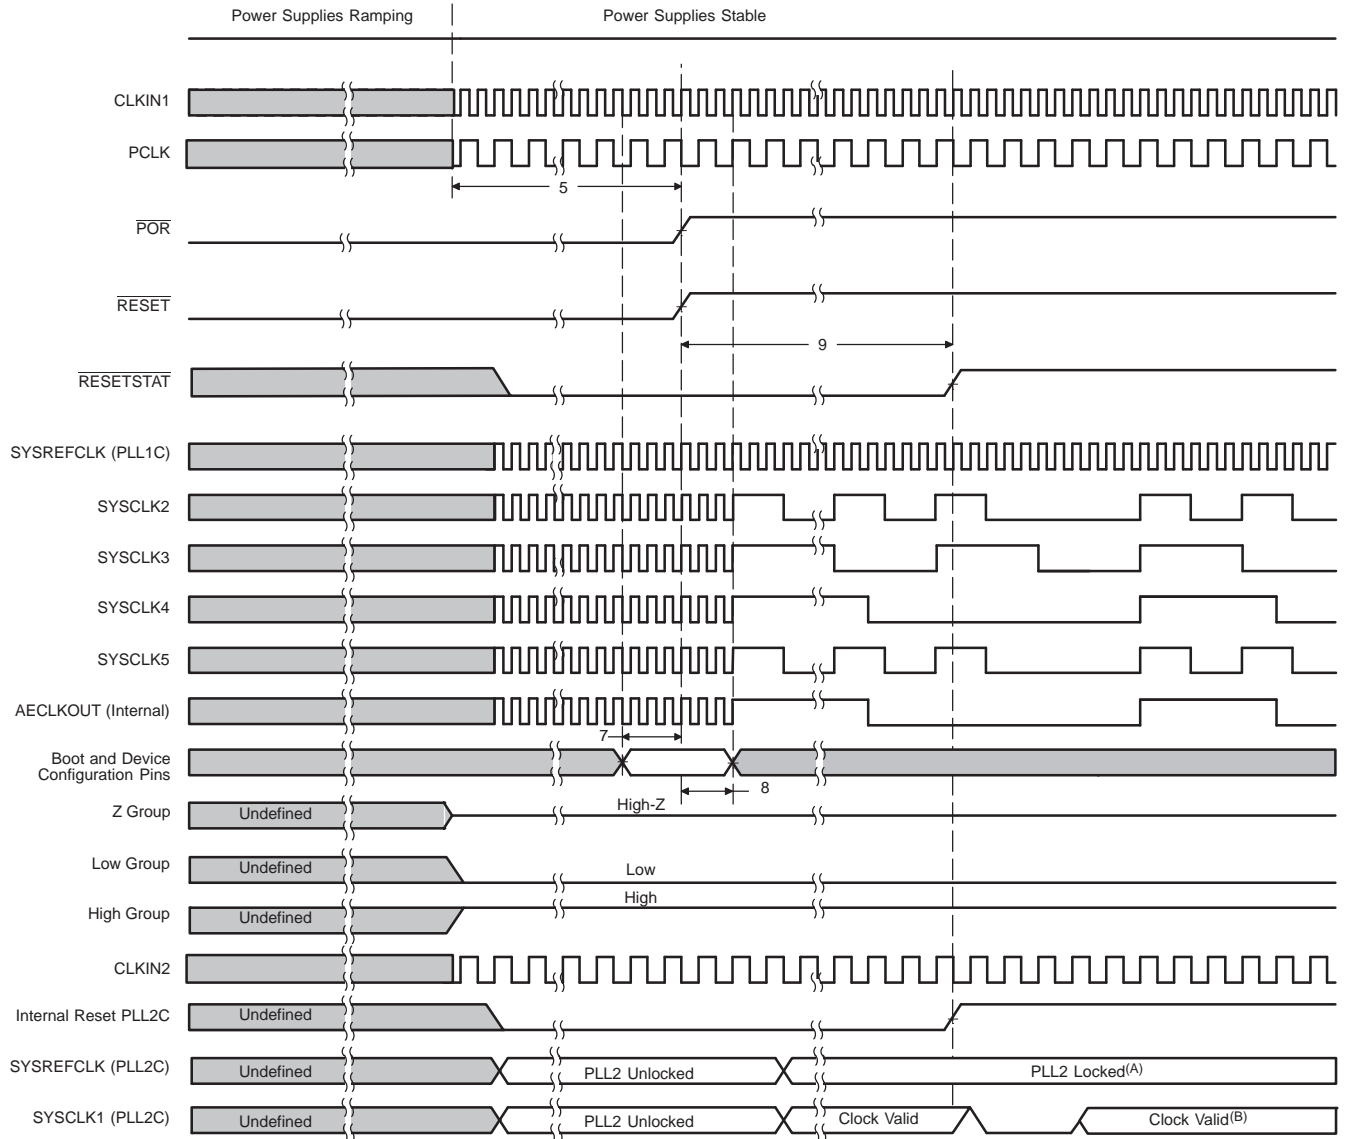 Power Supplies Ramping
Power Supplies Stable
CLKIN1
PCLK
5
POR
RESET
9
RESETSTAT
SYSREFCLK (PLL1C)
SYSCLK2
SYSCLK3
SYSCLK4
SYSCLK5
AECLKOUT (Internal)
7
Boot and Device
Configuration Pins
8
Z Group
Undefined
High-Z
Low Group
Undefined
Low
High Group
Undefined
High
CLKIN2
Internal Reset PLL2C
Undefined
SYSREFCLK (PLL2C)
Undefined
PLL2 Unlocked
PLL2 Locked(A)
SYSCLK1 (PLL2C)
Undefined
PLL2 Unlocked
Clock Valid
Clock Valid(B)